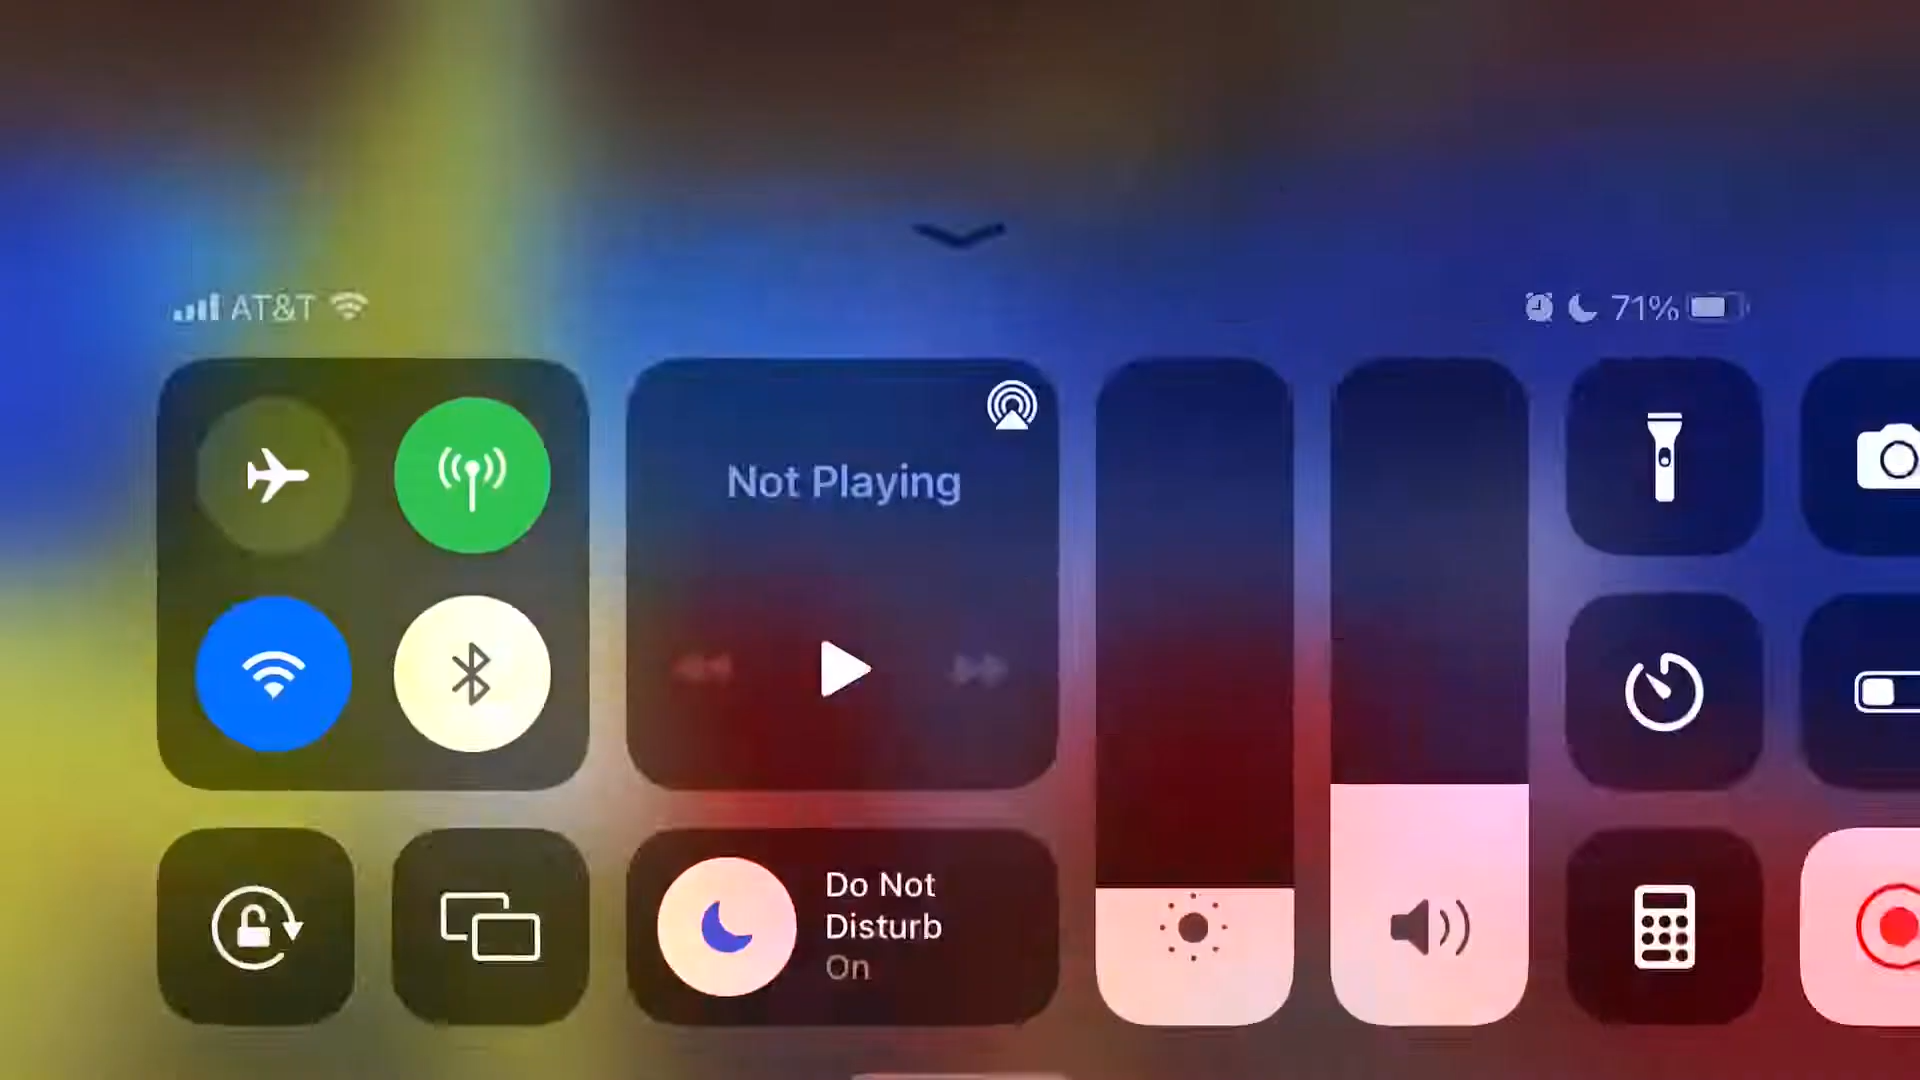 AT&T
71%
Not Playing
Do Not
Disturb
On